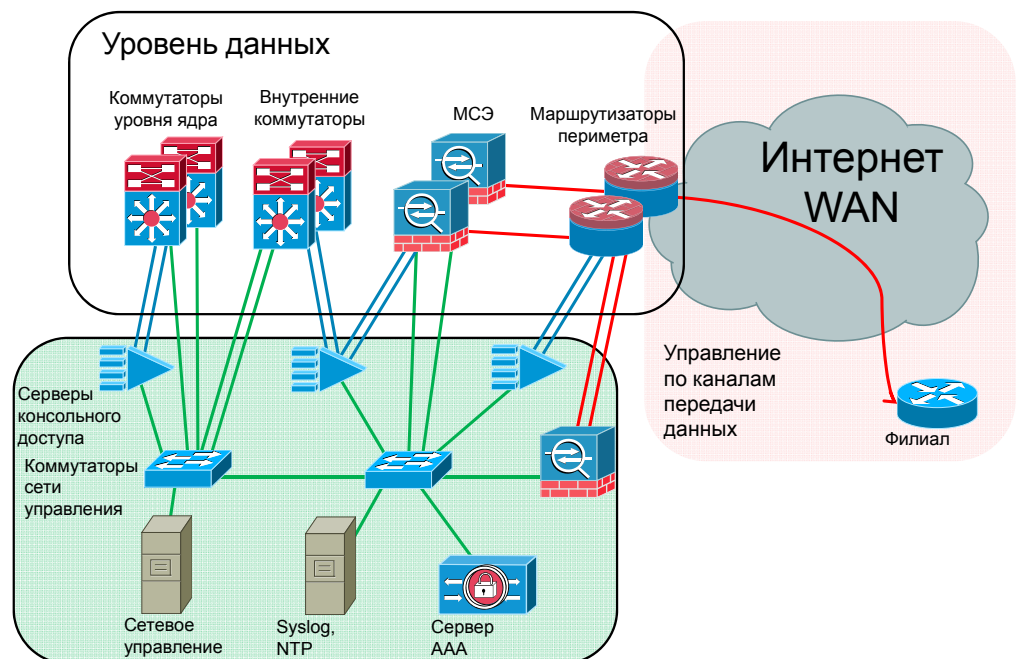 Уровень данных
Коммутаторы
уровня ядра
Внутренние
коммутаторы
МСЭ
Маршрутизаторы
периметра
Интернет
WAN
Управление
по каналам
передачи
данных
Филиал
Серверы
консольного
доступа
Коммутаторы
сети
управления
Сетевое
управление
Syslog,
NTP
Сервер
AAA